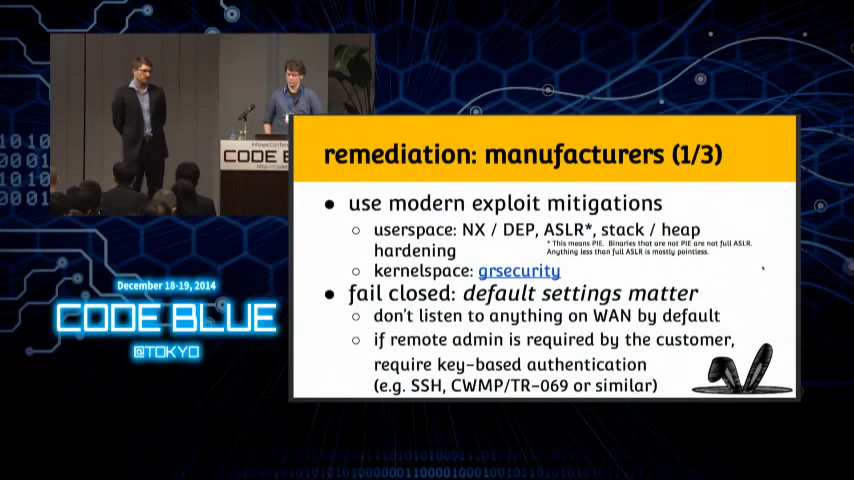 remediation: manufacturers (1/3)
● use modern exploit mitigations
○ userspace: NX / DEP, ASLR*, stack / heap
hardening
* This means PIE. Binaries that are not PIE are not full ASLR.
Anything less than full ASLR is mostly pointless.
○ kernelspace: grsecurity
● fail closed: default settings matter
○ don't listen to anything on WAN by default
○ if remote admin is required by the customer,
require key-based authentication
(e.g. SSH, CWMP/TR-069 or similar)
CODE B
December 18-19, 2014
CODE BLUE
@TOKYO